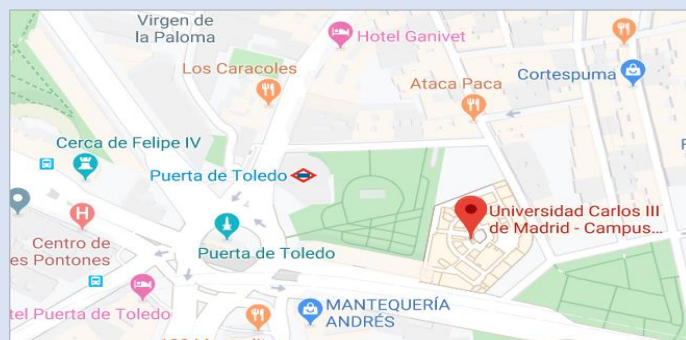 Virgen de
la Paloma
Hotel Ganivet
Los Caracoles
Ataca Paca
Cortespuma
Cerca de Felipe IV
Puerta de Toledo
H
Universidad Carlos III
de Madrid - Campus...
Centro de
es Pontones
Puerta de Toledo
tel Puerta de Toledo
MANTEQUERÍA
ANDRÉS